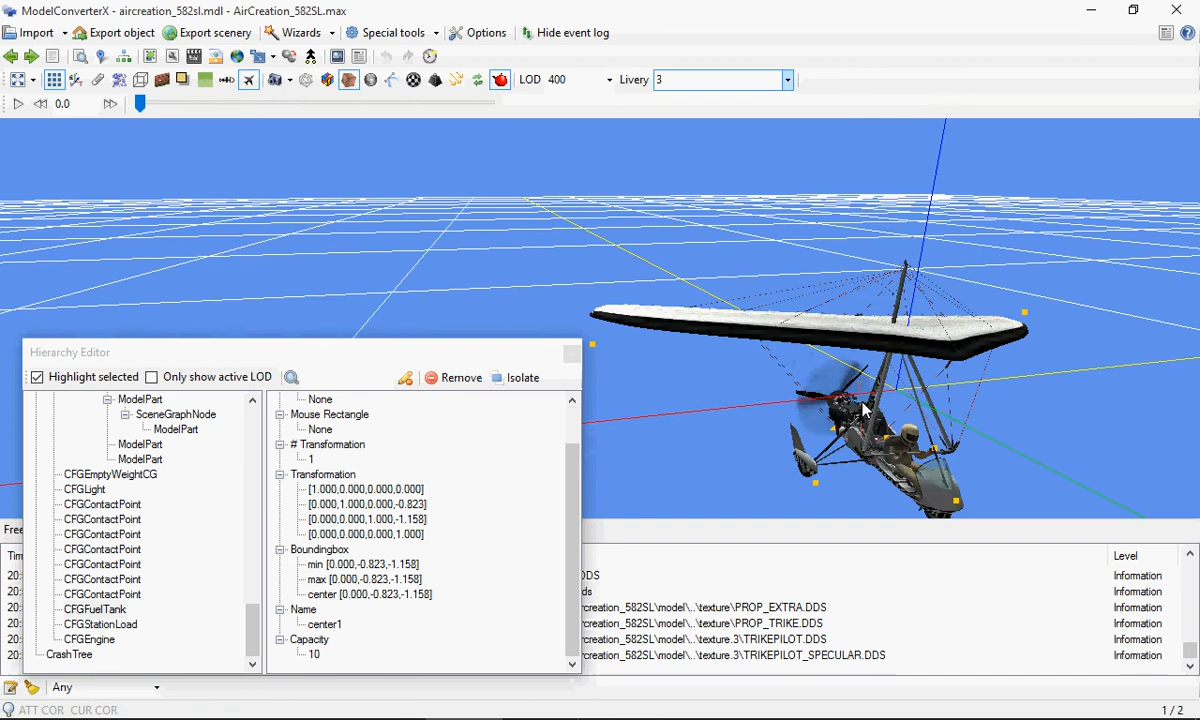 ModelConverterX - aircreation_582sl.mdl - AirCreation_582SL.max
Import Export object Export scenery Wizards Special tools Options Hide event log
LOD 400 Livery 3
0.0
Hierarchy Editor
Highlight selected Only show active LOD Remove Isolate
ModelPart
SceneGraphNode
ModelPart
ModelPart
ModelPart
CFGEmptyWeightCG
CFGLight
CFGContactPoint
CFGContactPoint
CFGContactPoint
CFGContactPoint
CFGContactPoint
CFGContactPoint
CFGContactPoint
CFGFuelTank
CFGStationLoad
CFGEngine
CrashTree
None
Mouse Rectangle
None
# Transformation
1
Transformation
[1.000,0.000,0.000,0.000]
[0.000,1.000,0.000,-0.823]
[0.000,0.000,1.000,-1.158]
[0.000,0.000,0.000,1.000]
Boundingbox
min [0.000,-0.823,-1.158]
max [0.000,-0.823,-1.158]
center [0.000,-0.823,-1.158]
Name
center1
Capacity
10
Free
Tim
Level
20:
DDS
Information
20:
ds
Information
20:
rcreation_582SL\model\..\texture\PROP_EXTRA.DDS
Information
20:
rcreation_582SL\model\..\texture\PROP_TRIKE.DDS
Information
20:
rcreation_582SL\model\..\texture.3\TRIKEPILOT.DDS
Information
20:
rcreation_582SL\model\..\texture.3\TRIKEPILOT_SPECULAR.DDS
Information
Any
ATT COR CUR COR
1 / 2